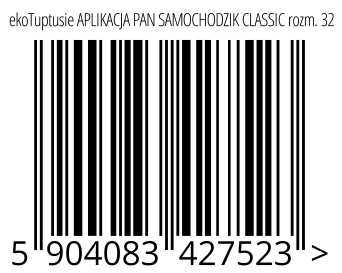 ekoTuptusie APLIKACJA PAN SAMOCHODZIK CLASSIC rozm. 32
5 904083 427523 >